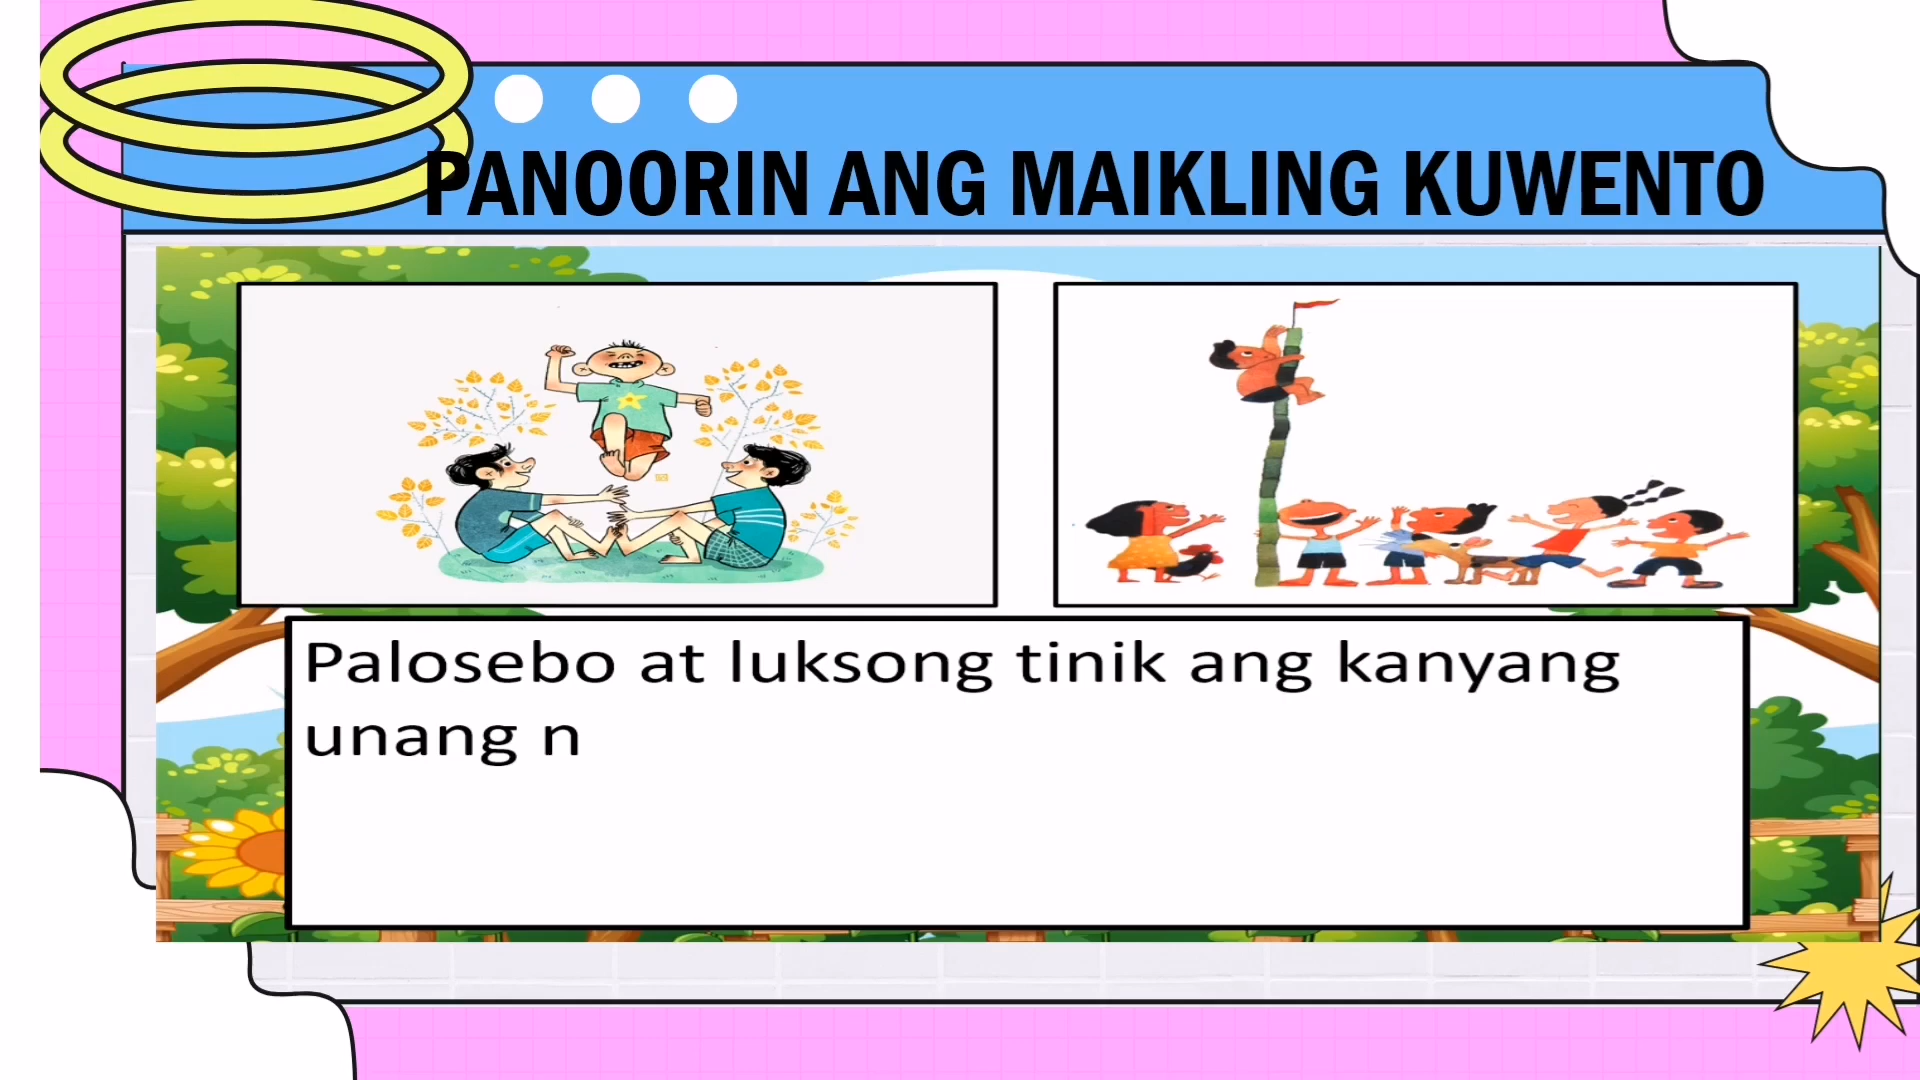 PANOORIN ANG MAIKLING KUWENTO
Palosebo at luksong tinik ang kanyang
unang n